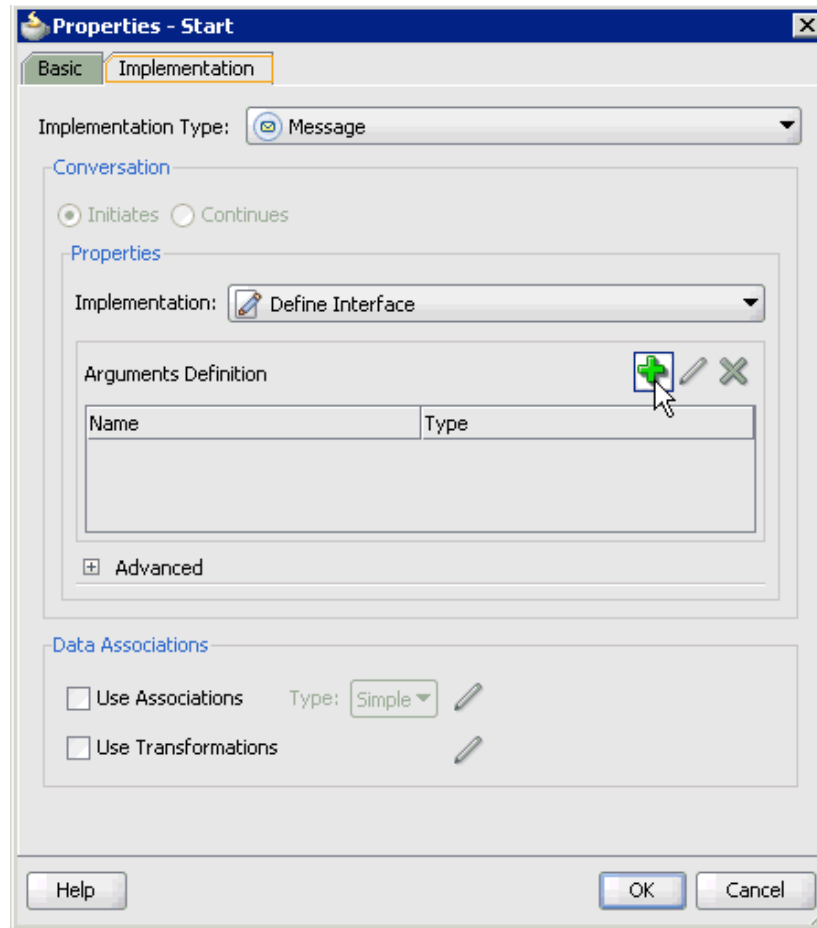 Properties - Start
Basic Implementation
Implementation Type: Message
Conversation
Initiates Continues
Properties
Implementation: Define Interface
Arguments Definition
Name Type
Advanced
Data Associations
Use Associations Type: Simple
Use Transformations
Help OK Cancel